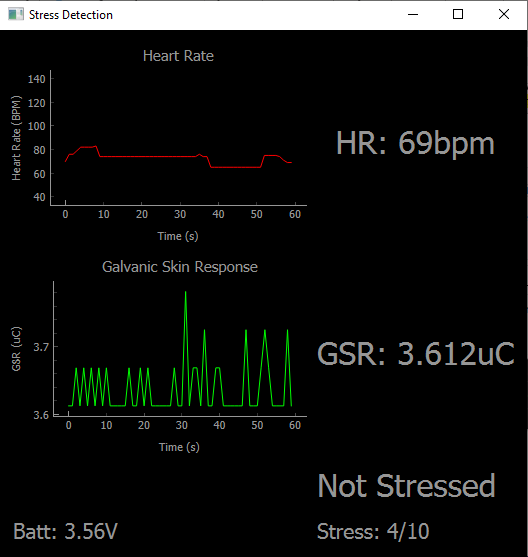 Stress Detection
Heart Rate
140
120
100
80
60
40
Heart Rate (BPM)
0 10 20 30 40 50 60
Time (s)
HR: 69bpm
Galvanic Skin Response
3.7
3.6
GSR (uC)
0 10 20 30 40 50 60
Time (s)
GSR: 3.612uC
Not Stressed
Batt: 3.56V
Stress: 4/10